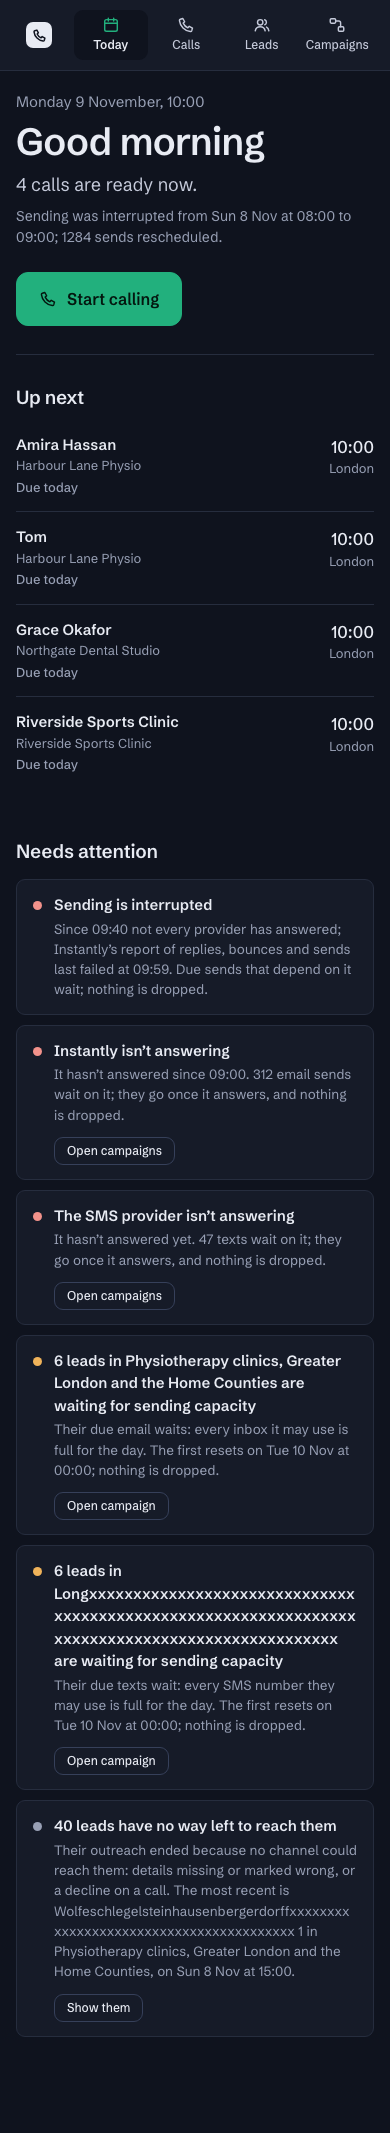 Today
Calls
Leads
Campaigns
Monday 9 November, 10:00
Good morning
4 calls are ready now.
Sending was interrupted from Sun 8 Nov at 08:00 to
09:00; 1284 sends rescheduled.
Start calling
Up next
Amira Hassan
10:00
Harbour Lane Physio
London
Due today
Tom
10:00
Harbour Lane Physio
London
Due today
Grace Okafor
10:00
Northgate Dental Studio
London
Due today
Riverside Sports Clinic
10:00
Riverside Sports Clinic
London
Due today
Needs attention
Sending is interrupted
Since 09:40 not every provider has answered;
Instantly's report of replies, bounces and sends
last failed at 09:59. Due sends that depend on it
wait; nothing is dropped.
Instantly isn’t answering
It hasn’t answered since 09:00. 312 email sends
wait on it; they go once it answers, and nothing
is dropped.
Open campaigns
The SMS provider isn’t answering
It hasn’t answered yet. 47 texts wait on it; they
go once it answers, and nothing is dropped.
Open campaigns
6 leads in Physiotherapy clinics, Greater
London and the Home Counties are
waiting for sending capacity
Their due email waits: every inbox it may use is
full for the day. The first resets on Tue 10 Nov at
00:00; nothing is dropped.
Open campaign
6 leads in
Longxxxxxxxxxxxxxxxxxxxxxxxxxxxxxx
xxxxxxxxxxxxxxxxxxxxxxxxxxxxxxxxxx
xxxxxxxxxxxxxxxxxxxxxxxxxxxxxxxx
are waiting for sending capacity
Their due texts wait: every SMS number they
may use is full for the day. The first resets on
Tue 10 Nov at 00:00; nothing is dropped.
Open campaign
40 leads have no way left to reach them
Their outreach ended because no channel could
reach them: details missing or marked wrong, or
a decline on a call. The most recent is
Wolfeschlegelsteinhausenbergerdorffxxxxxxxx
xxxxxxxxxxxxxxxxxxxxxxxxxxxxxxxx 1 in
Physiotherapy clinics, Greater London and the
Home Counties, on Sun 8 Nov at 15:00.
Show them